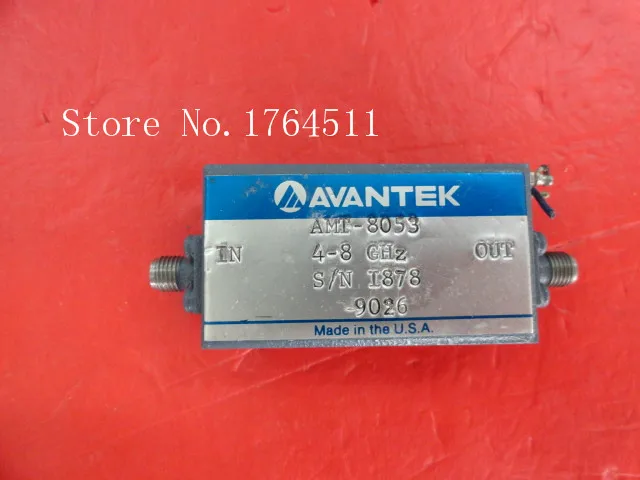 Store No.1764511
AVANTEK
AMT-8053
IN 4-8 GHz OUT
S/N I878
9026
Made in the U.S.A.